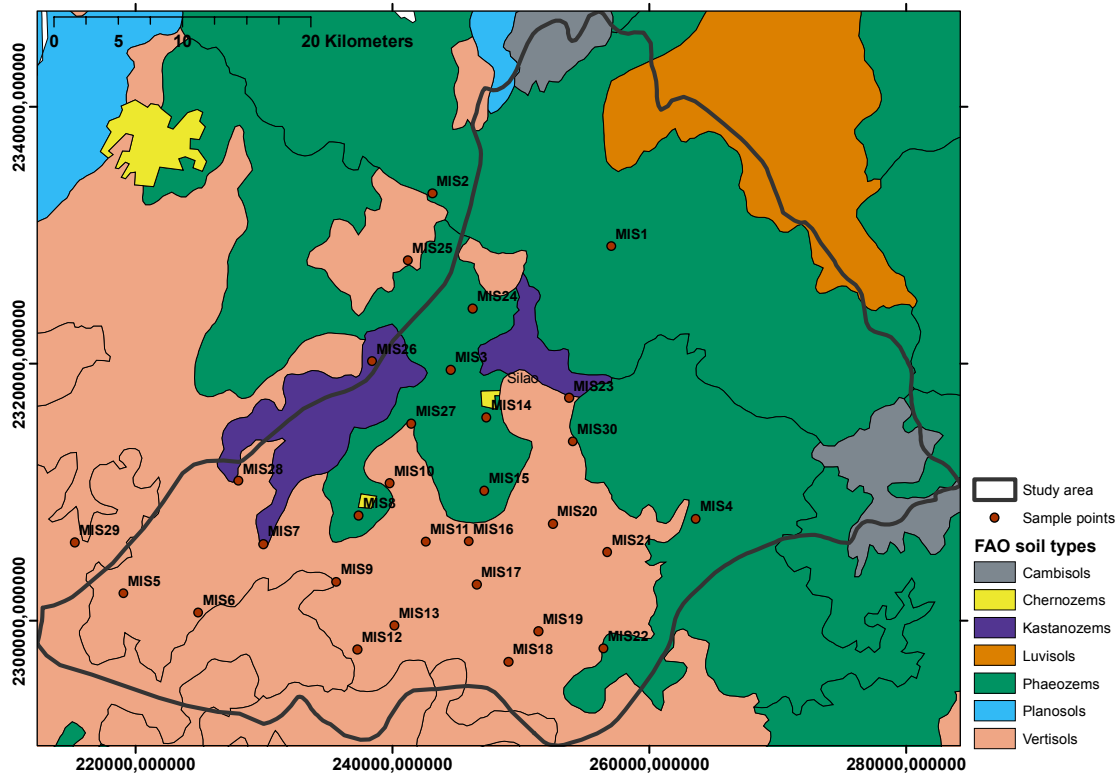 0 5 10 20 Kilometers
2340000,000000
MIS2
MIS1
MIS25
MIS24
2320000,000000
MIS26
MIS3
Silao
MIS23
MIS14
MIS27
MIS30
MIS28
MIS10
MIS15
MIS8
MIS4
MIS20
MIS29
MIS7
MIS11
MIS16
MIS21
MIS9
MIS17
MIS5
MIS6
2300000,000000
MIS13
MIS19
MIS12
MIS18
MIS22
220000,000000 240000,000000 260000,000000 280000,000000
Study area
Sample points
FAO soil types
Cambisols
Chernozems
Kastanozems
Luvisols
Phaeozems
Planosols
Vertisols